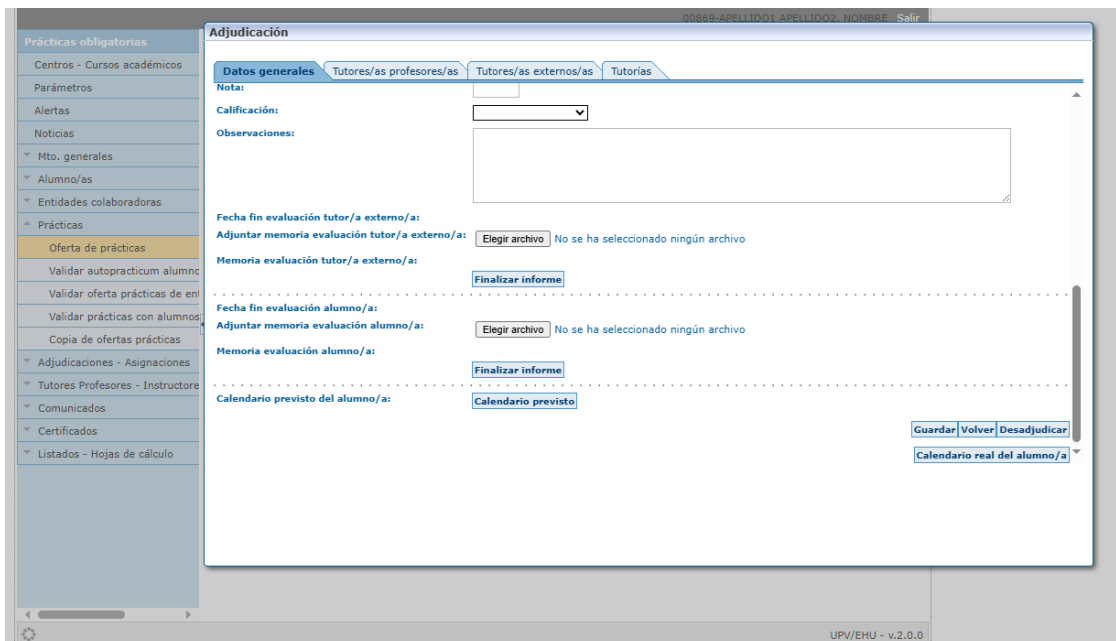 00869-APELLIDO1 APELLIDO2, NOMBRE Salir
Prácticas obligatorias
Centros - Cursos académicos
Parámetros
Alertas
Noticias
Mto. generales
Alumno/as
Entidades colaboradoras
Prácticas
Oferta de prácticas
Validar autopracticum alumno
Validar oferta prácticas de ent
Validar prácticas con alumnos
Copia de ofertas prácticas
Adjudicaciones - Asignaciones
Tutores Profesores - Instructore
Comunicados
Certificados
Listados - Hojas de cálculo
Adjudicación
Datos generales Tutores/as profesores/as Tutores/as externos/as Tutorías
Nota:
Calificación:
Observaciones:
Fecha fin evaluación tutor/a externo/a:
Adjuntar memoria evaluación tutor/a externo/a: Elegir archivo No se ha seleccionado ningún archivo
Memoria evaluación tutor/a externo/a:
Finalizar informe
Fecha fin evaluación alumno/a:
Adjuntar memoria evaluación alumno/a: Elegir archivo No se ha seleccionado ningún archivo
Memoria evaluación alumno/a:
Finalizar informe
Calendario previsto del alumno/a: Calendario previsto
Guardar Volver Desadjudicar
Calendario real del alumno/a
UPV/EHU - v.2.0.0